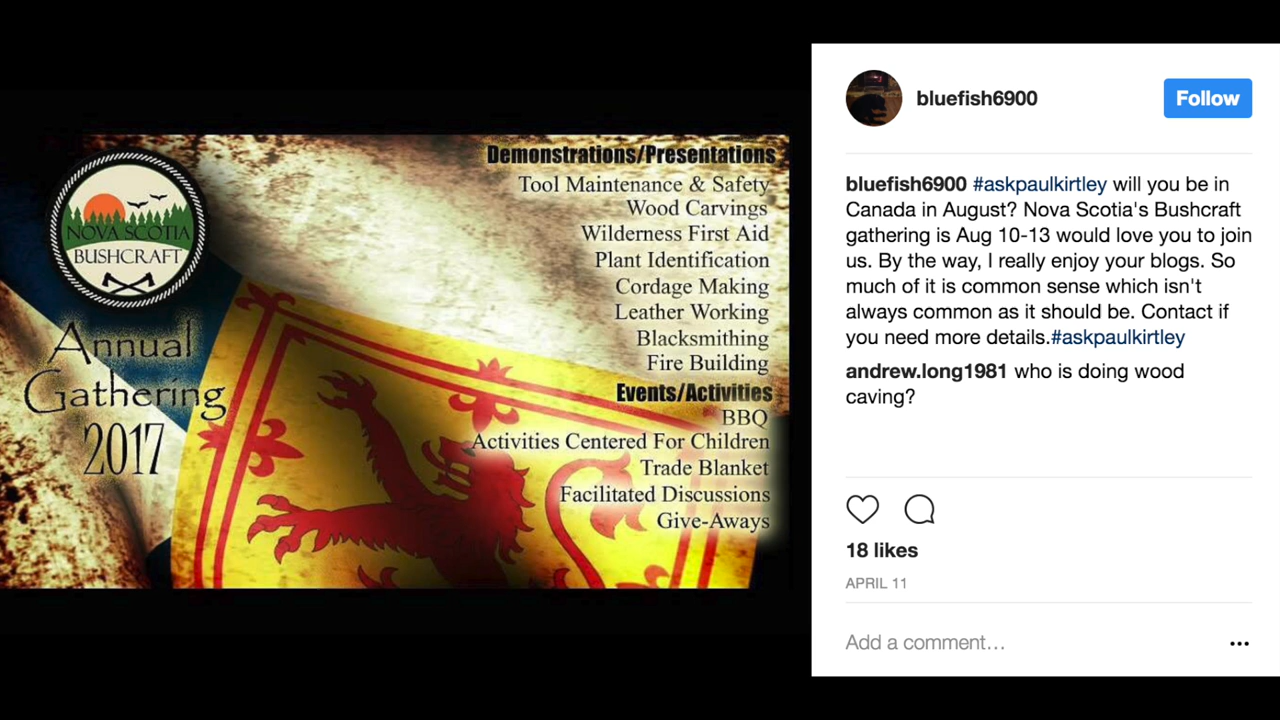 NOVA SCOTIA
BUSHCRAFT
Annual
Gathering
2017
Demonstrations/Presentations
Tool Maintenance & Safety
Wood Carvings
Wilderness First Aid
Plant Identification
Cordage Making
Leather Working
Blacksmithing
Fire Building
Events/Activities
BBQ
Activities Centered For Children
Trade Blanket
Facilitated Discussions
Give-Aways
bluefish6900
Follow
bluefish6900 #askpaulkirtley will you be in
Canada in August? Nova Scotia's Bushcraft
gathering is Aug 10-13 would love you to join
us. By the way, I really enjoy your blogs. So
much of it is common sense which isn't
always common as it should be. Contact if
you need more details.#askpaulkirtley
andrew.long1981 who is doing wood
caving?
18 likes
APRIL 11
Add a comment…